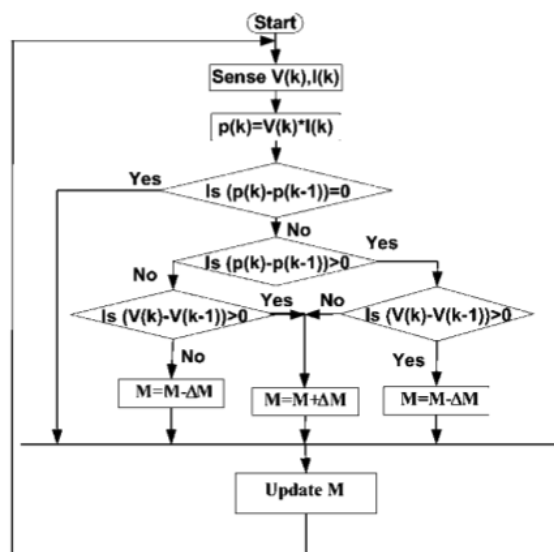 Start
Sense V(k),I(k)
p(k)=V(k)*I(k)
Yes
Is (p(k)-p(k-1))=0
No
Yes
Is (p(k)-p(k-1))>0
No
Yes
No
Is (V(k)-V(k-1))>0
Is (V(k)-V(k-1))>0
No
Yes
M=M-ΔM
M=M+ΔM
M=M-ΔM
Update M